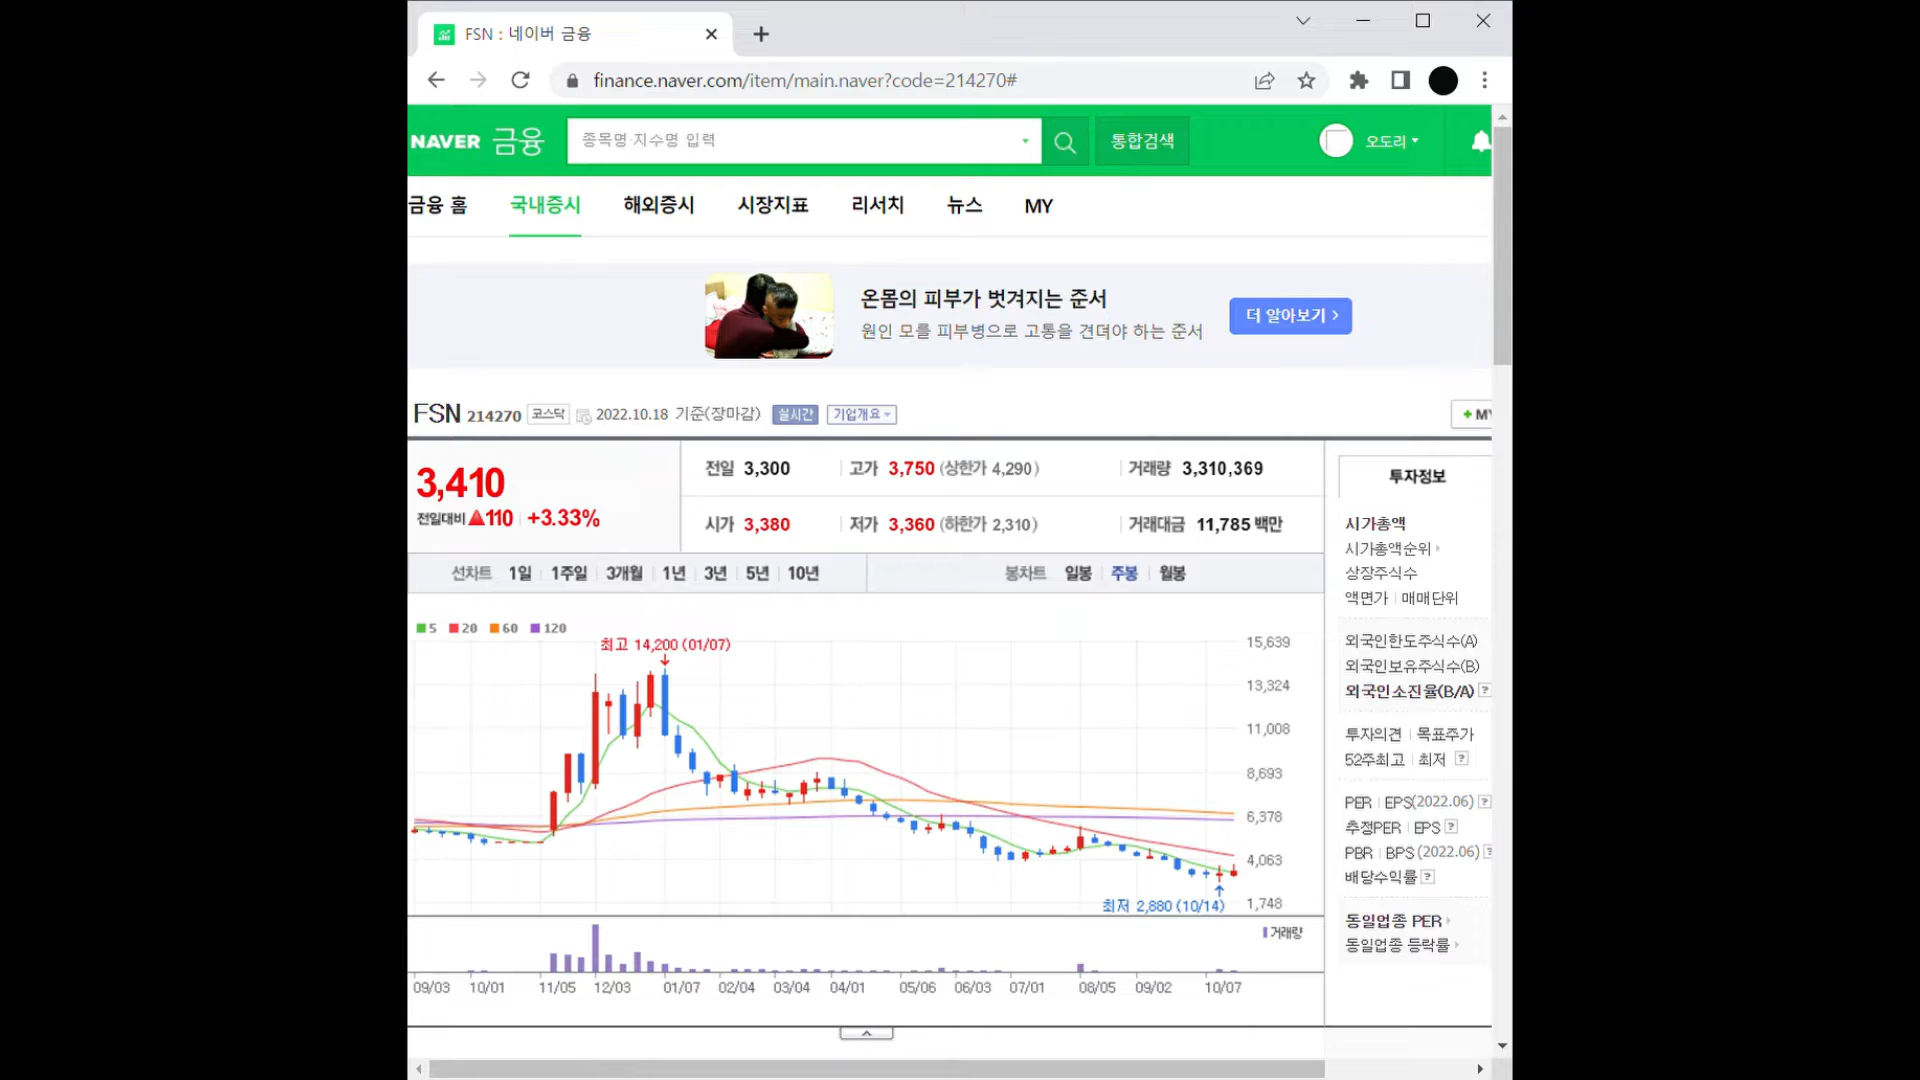 FSN : 네이버 금융
finance.naver.com/item/main.naver?code=214270#
NAVER 금융 종목명·지수명 입력 통합검색 오도리
금융 홈 국내증시 해외증시 시장지표 리서치 뉴스 MY
온몸의 피부가 벗겨지는 준서
원인 모를 피부병으로 고통을 견뎌야 하는 준서
더 알아보기 >
FSN 214270 코스닥 2022.10.18 기준(장마감) 실시간 기업개요 + MY
3,410
전일대비 ▲110 +3.33%
전일 3,300 고가 3,750 (상한가 4,290) 거래량 3,310,369
시가 3,380 저가 3,360 (하한가 2,310) 거래대금 11,785 백만
선차트 1일 1주일 3개월 1년 3년 5년 10년 봉차트 일봉 주봉 월봉
5 20 60 120
최고 14,200 (01/07)
15,639
13,324
11,008
8,693
6,378
4,063
1,748
최저 2,880 (10/14)
거래량
09/03 10/01 11/05 12/03 01/07 02/04 03/04 04/01 05/06 06/03 07/01 08/05 09/02 10/07
투자정보
시가총액
시가총액순위
상장주식수
액면가 | 매매단위
외국인한도주식수(A)
외국인보유주식수(B)
외국인소진율(B/A) ?
투자의견 | 목표주가
52주최고 | 최저 ?
PER | EPS(2022.06) ?
추정PER | EPS ?
PBR | BPS (2022.06) ?
배당수익률 ?
동일업종 PER
동일업종 등락률